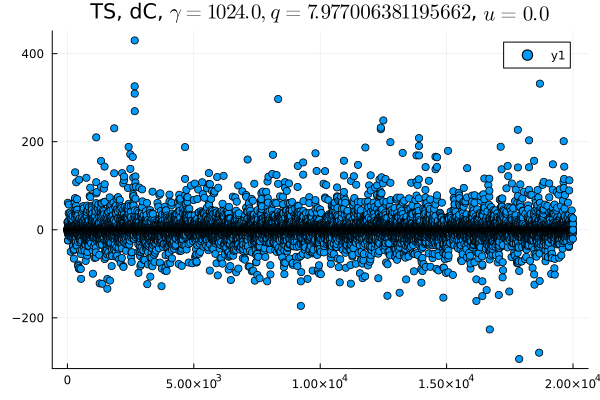 TS, dC, γ = 1024.0, q = 7.977006381195662, u = 0.0
y1
400
200
0
−200
0 5.00×10³ 1.00×10⁴ 1.50×10⁴ 2.00×10⁴